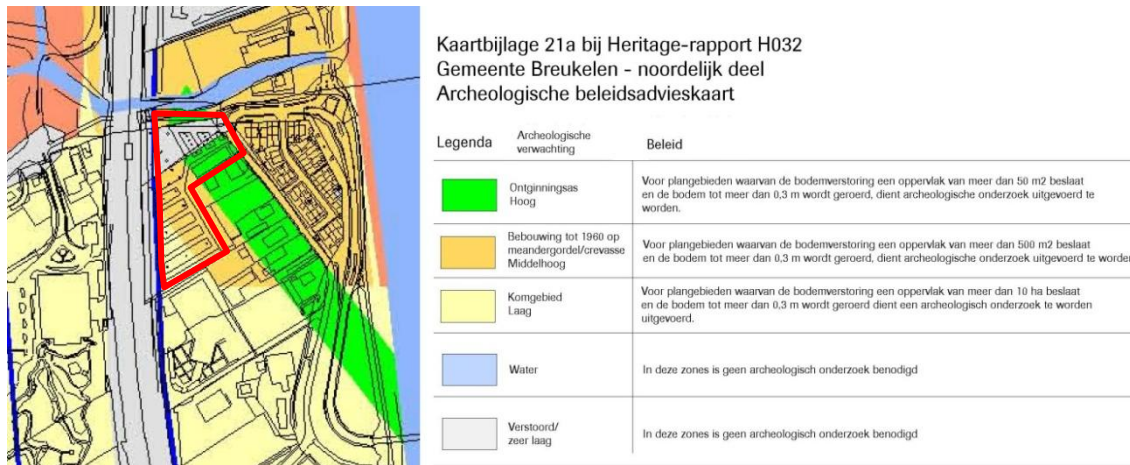 Kaartbijlage 21a bij Heritage-rapport H032
Gemeente Breukelen - noordelijk deel
Archeologische beleidsadvieskaart
Legenda
Archeologische
verwachting
Beleid
Ontginningsas
Hoog
Voor plangebieden waarvan de bodemverstoring een oppervlak van meer dan 50 m2 beslaat
en de bodem tot meer dan 0,3 m wordt geroerd, dient archeologische onderzoek uitgevoerd te
worden.
Bebouwing tot 1960 op
meandergordel/crevasse
Middelhoog
Voor plangebieden waarvan de bodemverstoring een oppervlak van meer dan 500 m2 beslaat
en de bodem tot meer dan 0,3 m wordt geroerd, dient archeologische onderzoek uitgevoerd te worde
Komgebied
Laag
Voor plangebieden waarvan de bodemverstoring een oppervlak van meer dan 10 ha beslaat
en de bodem tot meer dan 0,3 m wordt geroerd dient een archeologisch onderzoek te worden
uitgevoerd.
Water
In deze zones is geen archeologisch onderzoek benodigd
Verstoord/
zeer laag
In deze zones is geen archeologisch onderzoek benodigd